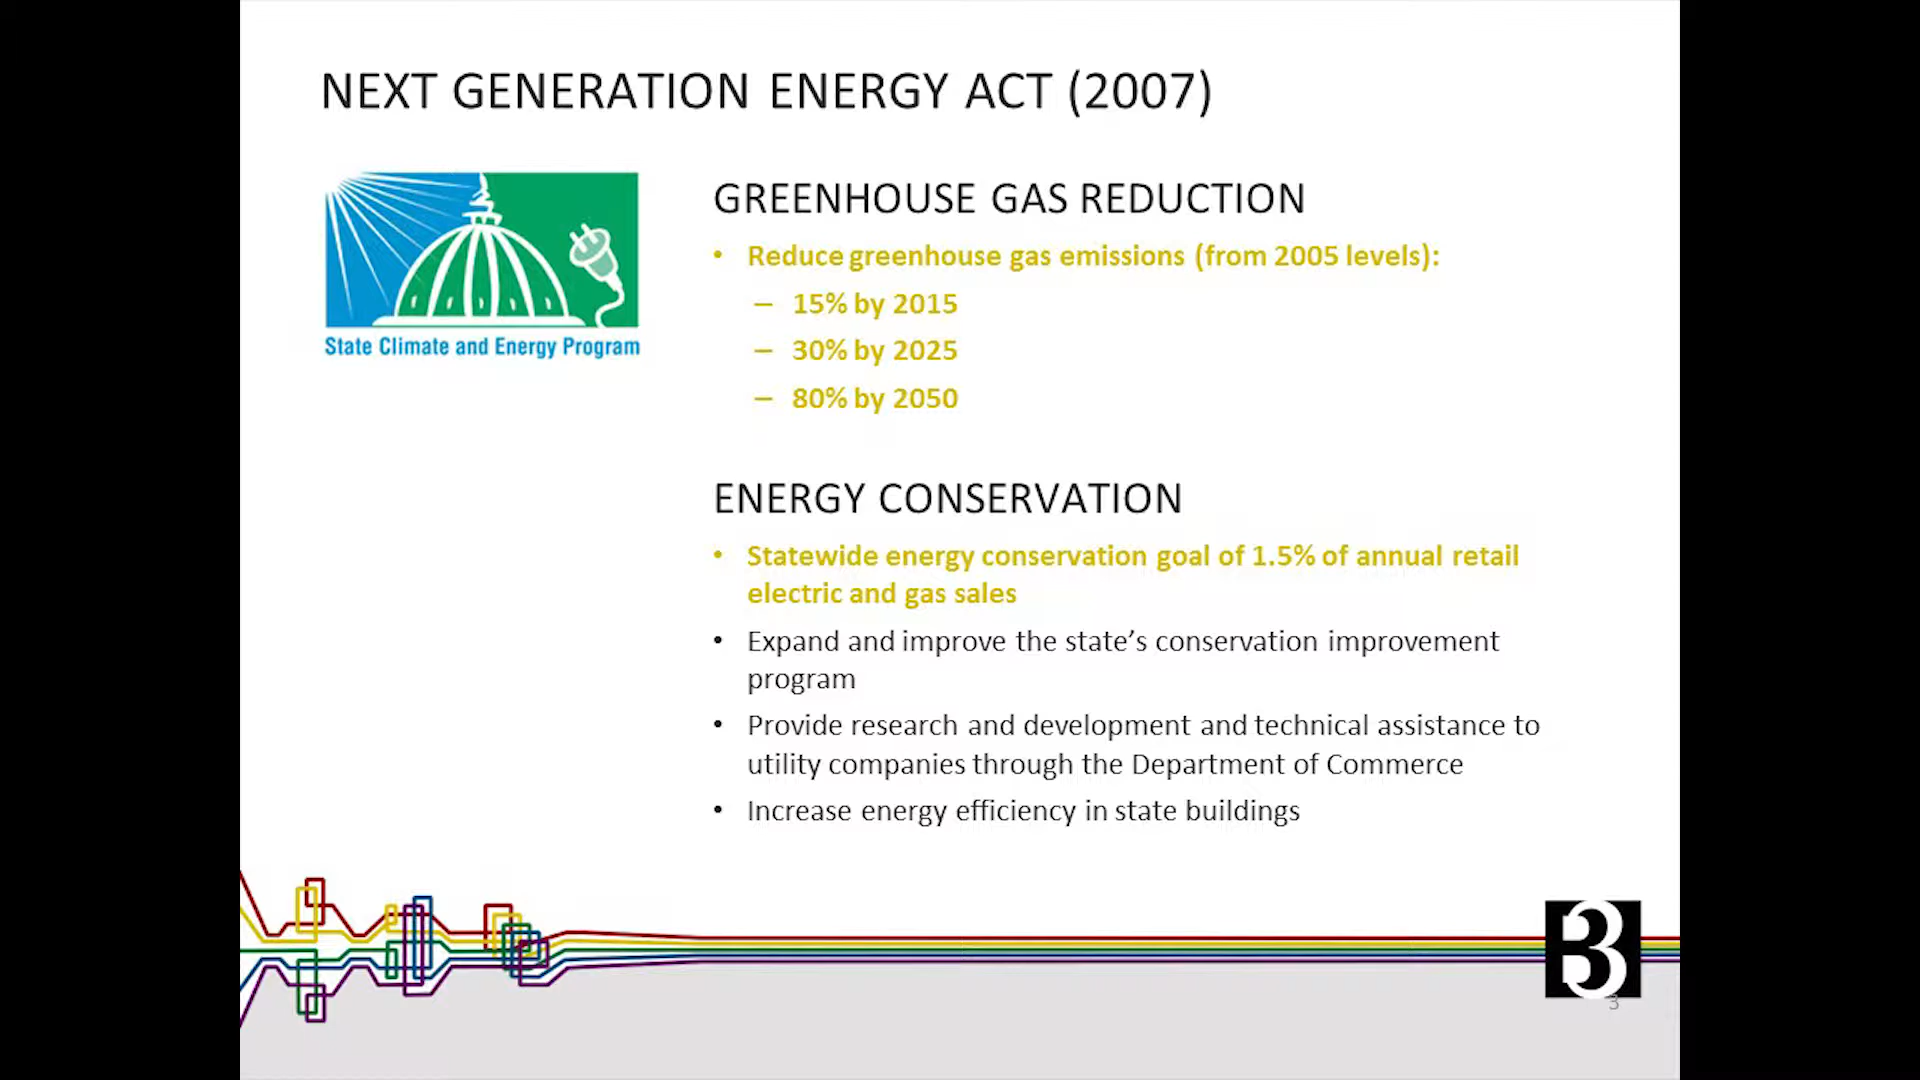 NEXT GENERATION ENERGY ACT (2007)
State Climate and Energy Program
GREENHOUSE GAS REDUCTION
• Reduce greenhouse gas emissions (from 2005 levels):
– 15% by 2015
– 30% by 2025
– 80% by 2050
ENERGY CONSERVATION
• Statewide energy conservation goal of 1.5% of annual retail
electric and gas sales
• Expand and improve the state’s conservation improvement
program
• Provide research and development and technical assistance to
utility companies through the Department of Commerce
• Increase energy efficiency in state buildings
B3
3